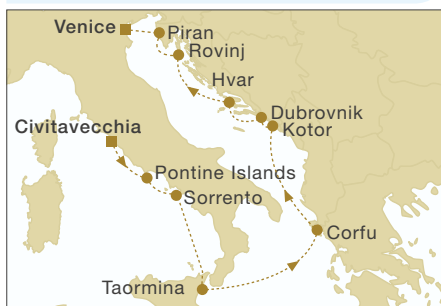 Venice
Piran
Rovinj
Hvar
Dubrovnik
Kotor
Civitavecchia
Pontine Islands
Sorrento
Corfu
Taormina